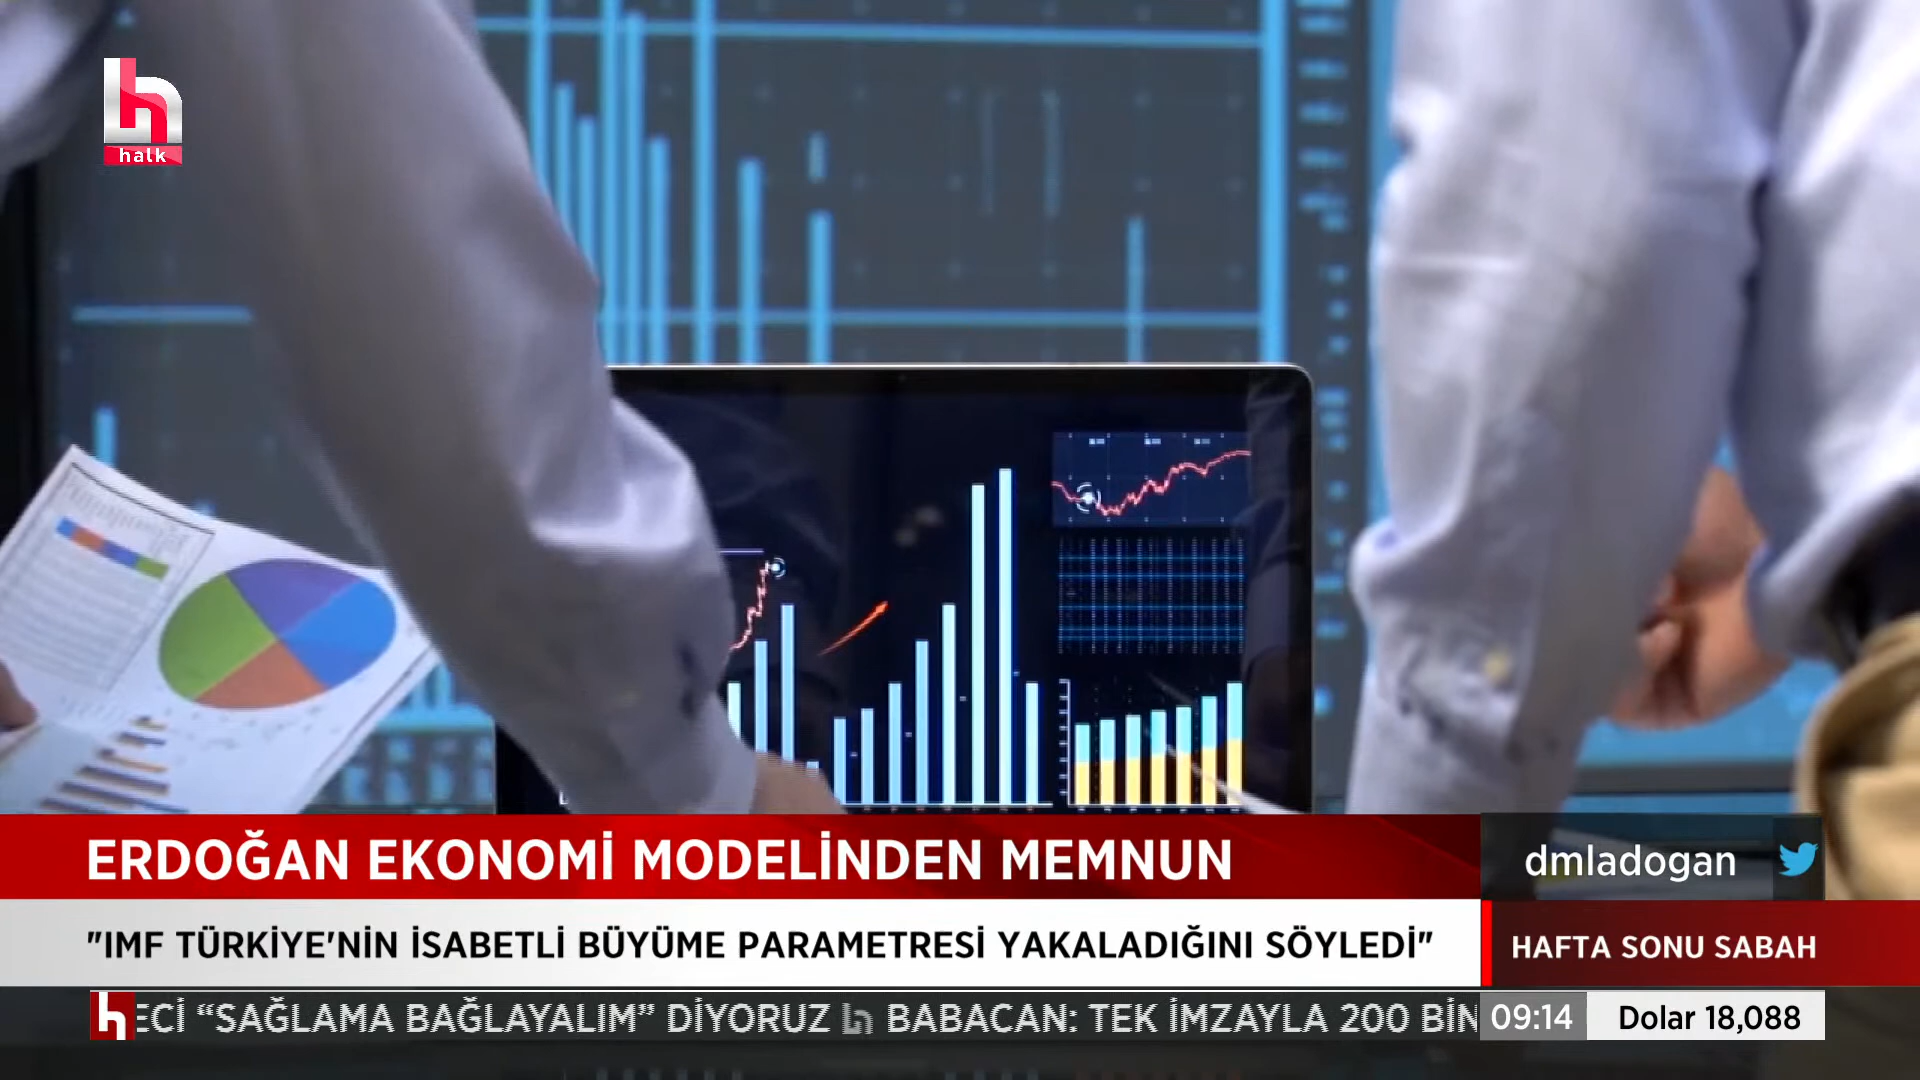 halk
ERDOĞAN EKONOMİ MODELİNDEN MEMNUN
dmladogan
"IMF TÜRKİYE'NİN İSABETLİ BÜYÜME PARAMETRESİ YAKALADIĞINI SÖYLEDİ"
HAFTA SONU SABAH
ECİ “SAĞLAMA BAĞLAYALIM” DİYORUZ BABACAN: TEK İMZAYLA 200 BİN
09:14
Dolar 18,088